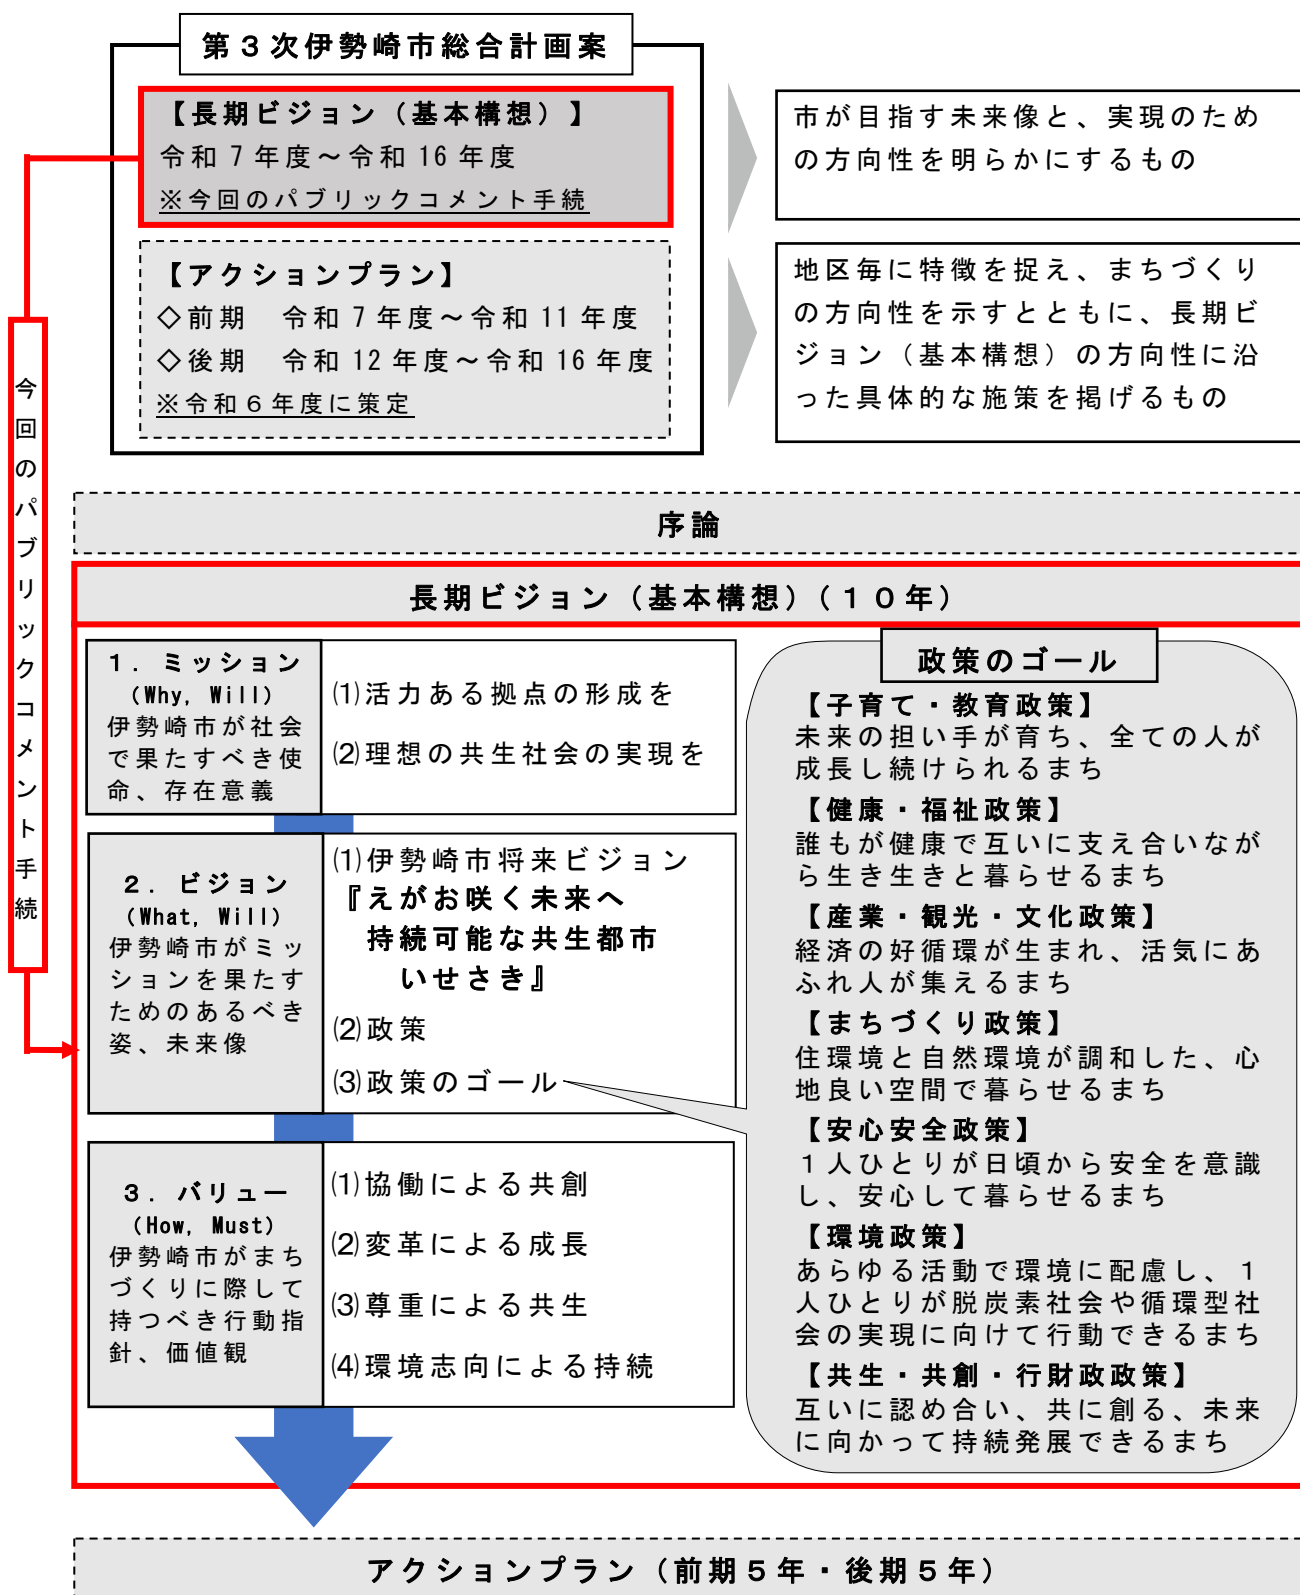 第３次伊勢崎市総合計画案
【長期ビジョン（基本構想）】
令和７年度～令和 16 年度
※今回のパブリックコメント手続
市が目指す未来像と、実現のため
の方向性を明らかにするもの
【アクションプラン】
◇前期　令和７年度～令和 11 年度
◇後期　令和 12 年度～令和 16 年度
※令和６年度に策定
地区毎に特徴を捉え、まちづくり
の方向性を示すとともに、長期ビ
ジョン（基本構想）の方向性に沿
った具体的な施策を掲げるもの
今回のパブリックコメント手続
序論
長期ビジョン（基本構想）（１０年）
１．ミッション
(Why, Will)
伊勢崎市が社会
で果たすべき使
命、存在意義
⑴活力ある拠点の形成を
⑵理想の共生社会の実現を
２．ビジョン
(What, Will)
伊勢崎市がミッ
ションを果たす
ためのあるべき
姿、未来像
⑴伊勢崎市将来ビジョン
『えがお咲く未来へ
持続可能な共生都市
いせさき』
⑵政策
⑶政策のゴール
３．バリュー
(How, Must)
伊勢崎市がまち
づくりに際して
持つべき行動指
針、価値観
⑴協働による共創
⑵変革による成長
⑶尊重による共生
⑷環境志向による持続
政策のゴール
【子育て・教育政策】
未来の担い手が育ち、全ての人が
成長し続けられるまち
【健康・福祉政策】
誰もが健康で互いに支え合いなが
ら生き生きと暮らせるまち
【産業・観光・文化政策】
経済の好循環が生まれ、活気にあ
ふれ人が集えるまち
【まちづくり政策】
住環境と自然環境が調和した、心
地良い空間で暮らせるまち
【安心安全政策】
１人ひとりが日頃から安全を意識
し、安心して暮らせるまち
【環境政策】
あらゆる活動で環境に配慮し、１
人ひとりが脱炭素社会や循環型社
会の実現に向けて行動できるまち
【共生・共創・行財政政策】
互いに認め合い、共に創る、未来
に向かって持続発展できるまち
アクションプラン（前期５年・後期５年）